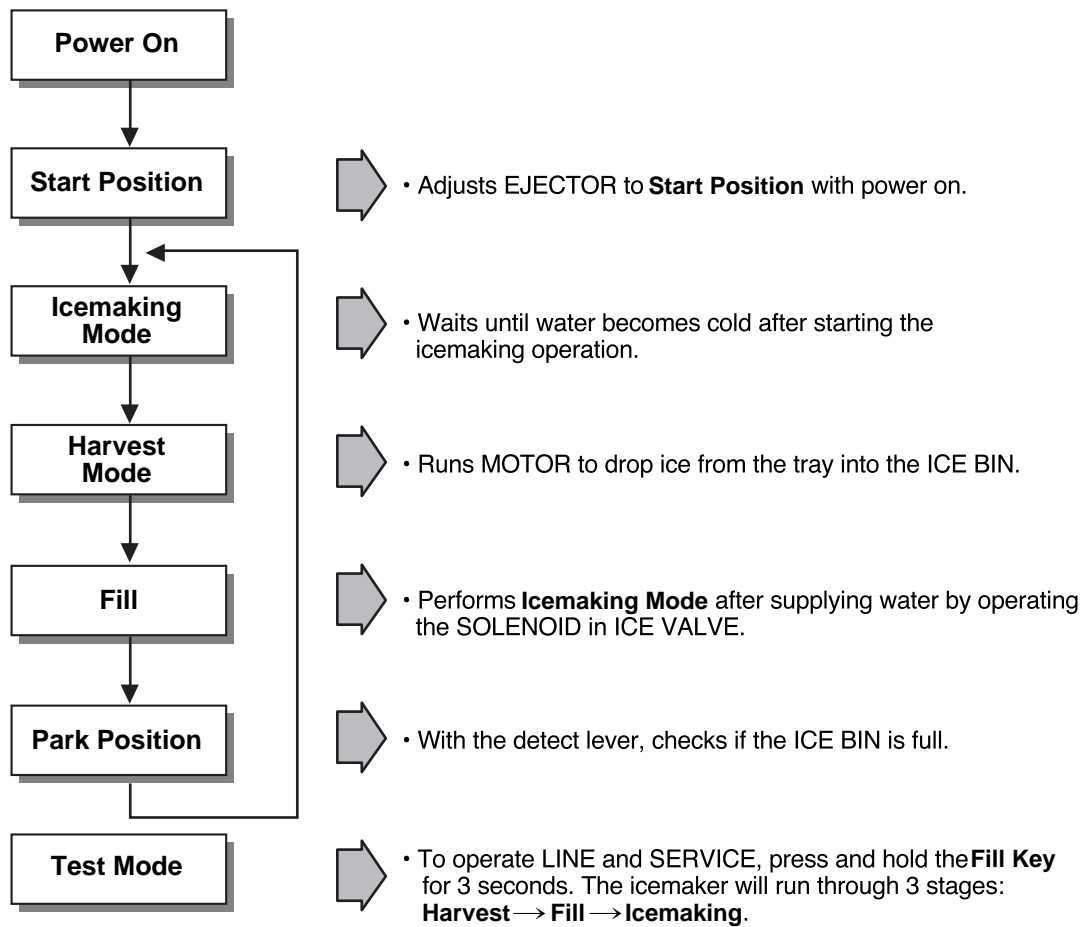 Power On
Start Position
• Adjusts EJECTOR to Start Position with power on.
Icemaking
Mode
• Waits until water becomes cold after starting the
icemaking operation.
Harvest
Mode
• Runs MOTOR to drop ice from the tray into the ICE BIN.
Fill
• Performs Icemaking Mode after supplying water by operating
the SOLENOID in ICE VALVE.
Park Position
• With the detect lever, checks if the ICE BIN is full.
Test Mode
• To operate LINE and SERVICE, press and hold the Fill Key
for 3 seconds. The icemaker will run through 3 stages:
Harvest → Fill → Icemaking.